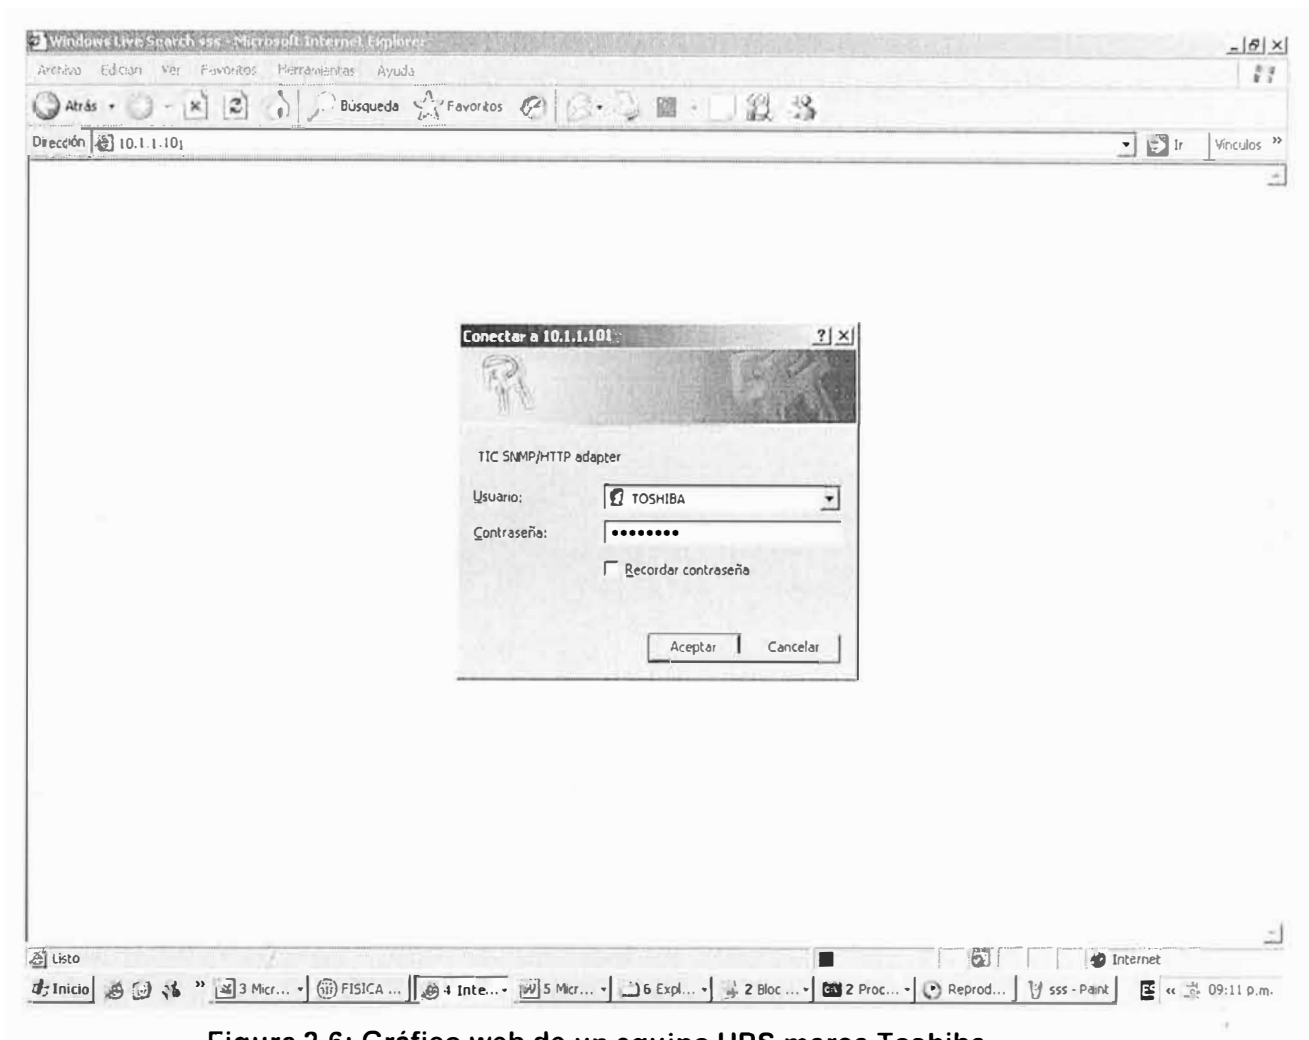 Windows Live Search sss - Microsoft Internet Explorer
Archivo Edición Ver Favoritos Herramientas Ayuda
Atrás Búsqueda Favoritos
Dirección 10.1.1.101 Ir Vínculos »
Conectar a 10.1.1.101
TIC SNMP/HTTP adapter
Usuario: TOSHIBA
Contraseña: ••••••••
Recordar contraseña
Aceptar Cancelar
Listo Internet
Inicio » 3 Micr... FISICA ... 4 Inte... 5 Micr... 6 Expl... 2 Bloc ... 2 Proc... Reprod... sss - Paint ES « 09:11 p.m.
Figura 2.6: Gráfico web de un equipo UPS marca Toshiba